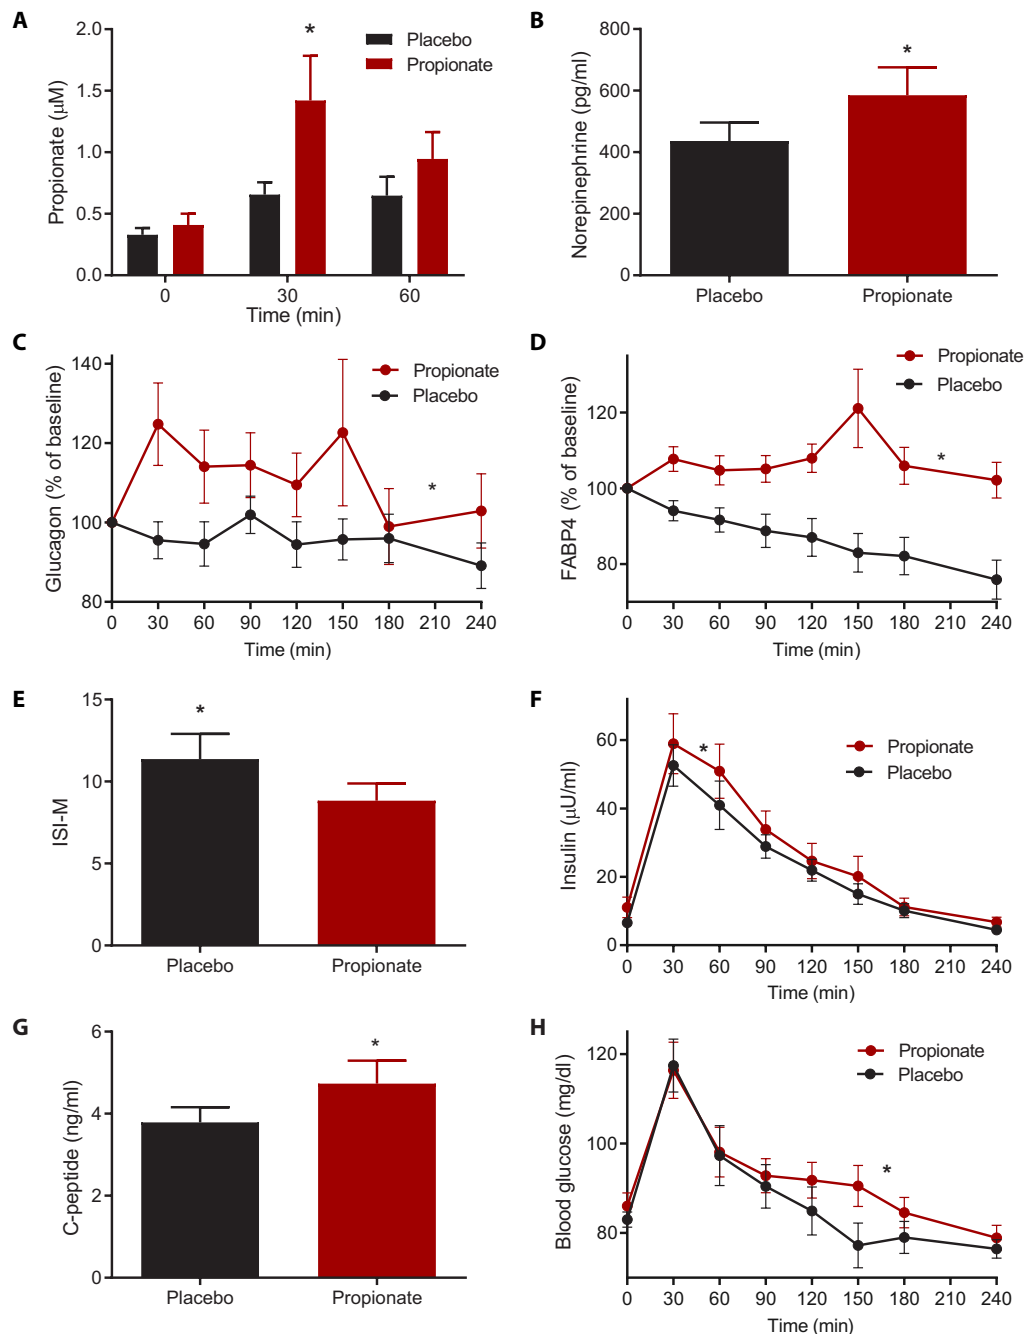 A
2.0
1.5
1.0
0.5
0.0
Propionate (μM)
*
Placebo
Propionate
0 30 60
Time (min)
B
800
600
400
200
0
Norepinephrine (pg/ml)
*
Placebo Propionate
C
140
120
100
80
Glucagon (% of baseline)
Propionate
Placebo
*
0 30 60 90 120 150 180 210 240
Time (min)
D
120
100
80
FABP4 (% of baseline)
Propionate
Placebo
*
0 30 60 90 120 150 180 210 240
Time (min)
E
15
10
5
0
ISI-M
*
Placebo Propionate
F
60
40
20
0
Insulin (μU/ml)
*
Propionate
Placebo
0 30 60 90 120 150 180 210 240
Time (min)
G
6
4
2
0
C-peptide (ng/ml)
*
Placebo Propionate
H
120
100
80
Blood glucose (mg/dl)
Propionate
Placebo
*
0 30 60 90 120 150 180 210 240
Time (min)